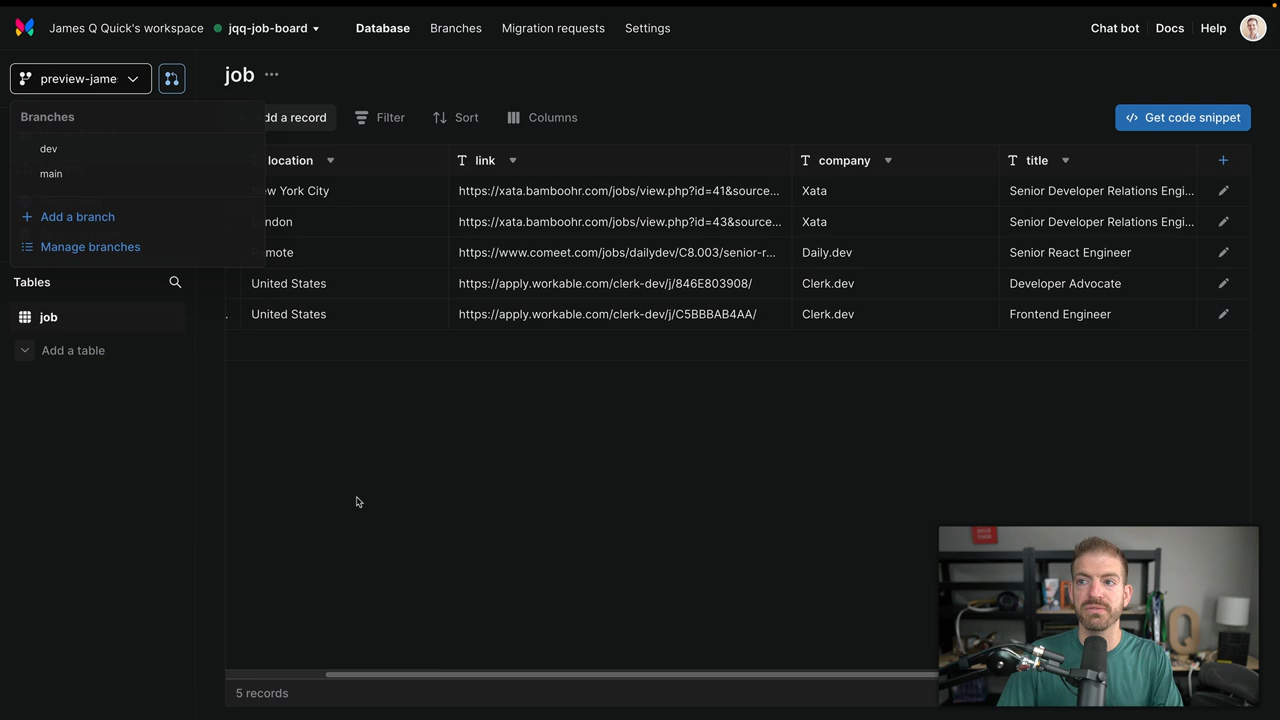 James Q Quick's workspace jqq-job-board Database Branches Migration requests Settings Chat bot Docs Help
preview-jame
job
Branches
dd a record Filter Sort Columns Get code snippet
dev
main
Add a branch
Manage branches
Tables
job
Add a table
location link company title
New York City https://xata.bamboohr.com/jobs/view.php?id=41&source... Xata Senior Developer Relations Engi...
ndon https://xata.bamboohr.com/jobs/view.php?id=43&source... Xata Senior Developer Relations Engi...
mote https://www.comeet.com/jobs/dailydev/C8.003/senior-r... Daily.dev Senior React Engineer
United States https://apply.workable.com/clerk-dev/j/846E803908/ Clerk.dev Developer Advocate
. United States https://apply.workable.com/clerk-dev/j/C5BBBAB4AA/ Clerk.dev Frontend Engineer
5 records
Q